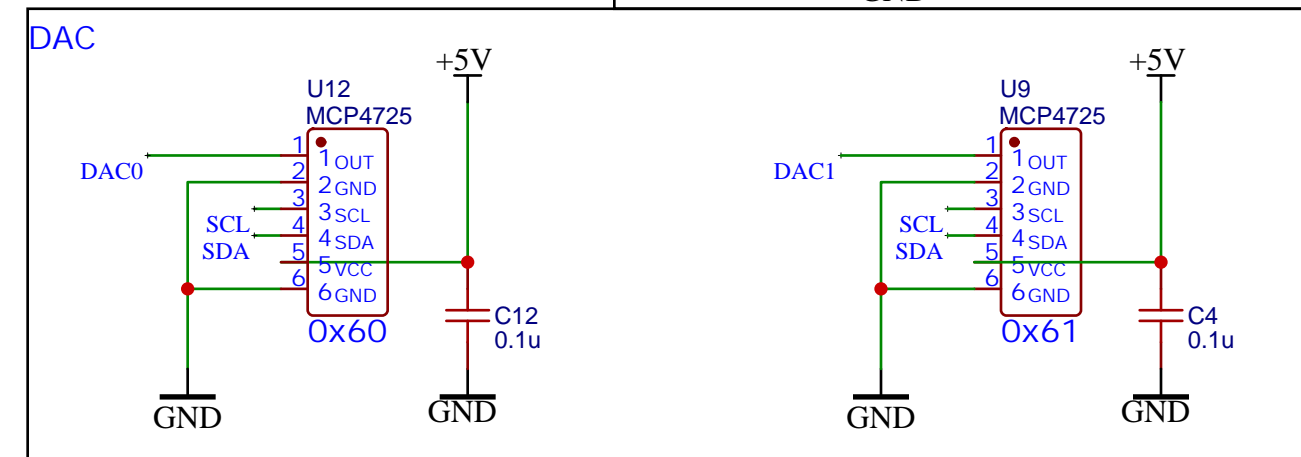 GND
DAC
+5V
U12
MCP4725
1
1 OUT
2
2 GND
3
3 SCL
4
4 SDA
5
5 VCC
6
6 GND
DAC0
SCL
SDA
0x60
C12
0.1u
GND
GND
+5V
U9
MCP4725
1
1 OUT
2
2 GND
3
3 SCL
4
4 SDA
5
5 VCC
6
6 GND
DAC1
SCL
SDA
0x61
C4
0.1u
GND
GND